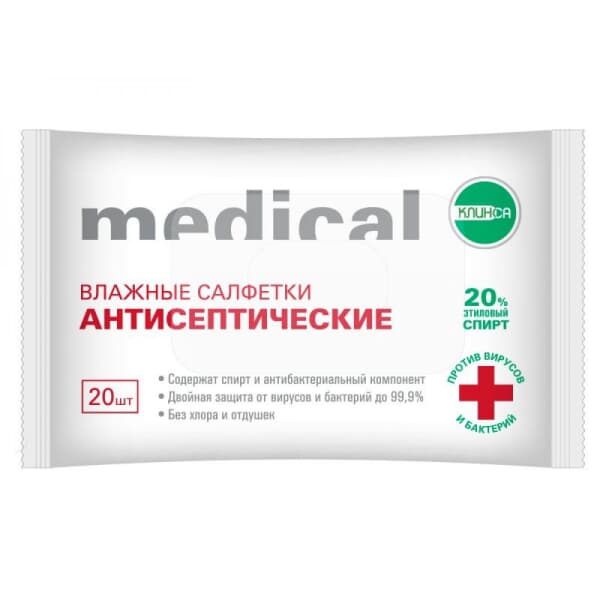 medical
КЛИНСА
ВЛАЖНЫЕ САЛФЕТКИ
АНТИСЕПТИЧЕСКИЕ
20% ЭТИЛОВЫЙ
СПИРТ
20шт
• Содержат спирт и антибактериальный компонент
• Двойная защита от вирусов и бактерий до 99,9%
• Без хлора и отдушек
ПРОТИВ ВИРУСОВ
И БАКТЕРИЙ